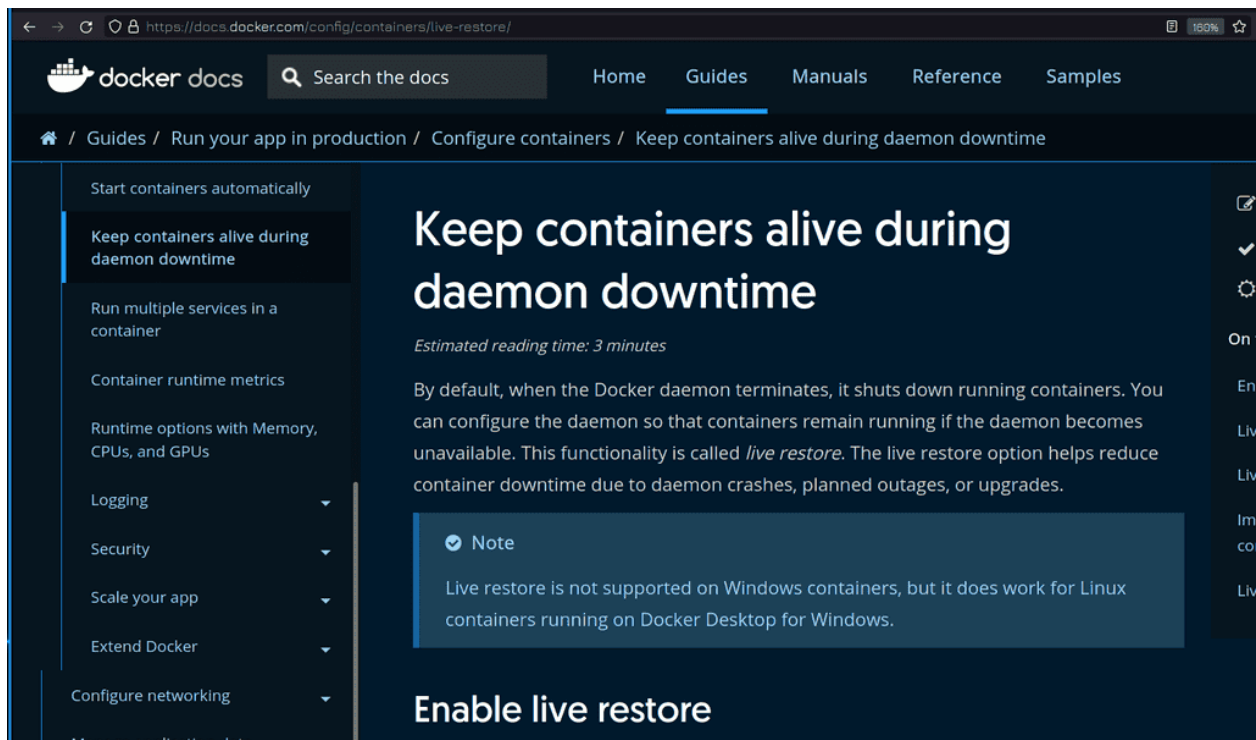 https://docs.docker.com/config/containers/live-restore/
160%
docker docs
Search the docs
Home
Guides
Manuals
Reference
Samples
/ Guides / Run your app in production / Configure containers / Keep containers alive during daemon downtime
Start containers automatically
Keep containers alive during
daemon downtime
Run multiple services in a
container
Container runtime metrics
Runtime options with Memory,
CPUs, and GPUs
Logging
Security
Scale your app
Extend Docker
Configure networking
Keep containers alive during
daemon downtime
Estimated reading time: 3 minutes
By default, when the Docker daemon terminates, it shuts down running containers. You
can configure the daemon so that containers remain running if the daemon becomes
unavailable. This functionality is called live restore. The live restore option helps reduce
container downtime due to daemon crashes, planned outages, or upgrades.
Note
Live restore is not supported on Windows containers, but it does work for Linux
containers running on Docker Desktop for Windows.
Enable live restore
On
En
Liv
Liv
Im
Liv